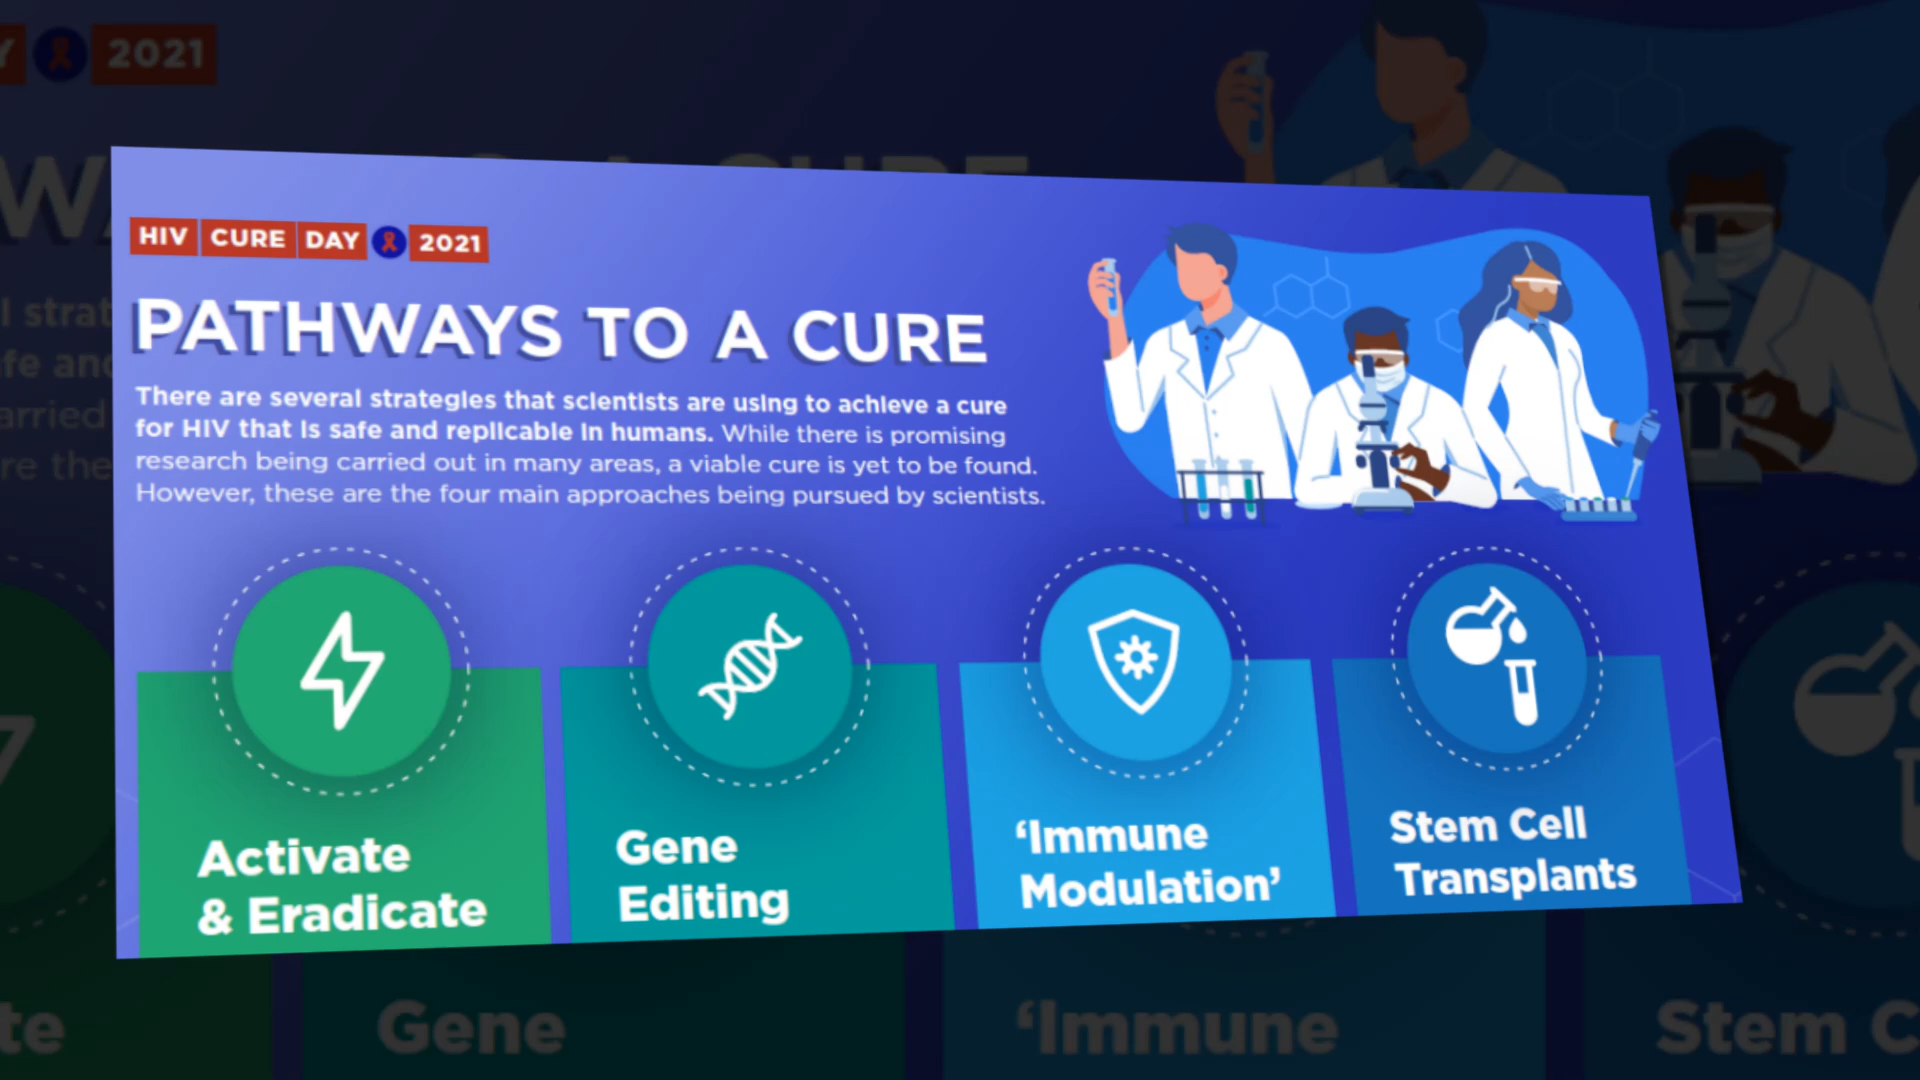 HIV CURE DAY 2021
PATHWAYS TO A CURE
There are several strategies that scientists are using to achieve a cure
for HIV that is safe and replicable in humans. While there is promising
research being carried out in many areas, a viable cure is yet to be found.
However, these are the four main approaches being pursued by scientists.
Activate
& Eradicate
Gene
Editing
‘Immune
Modulation’
Stem Cell
Transplants